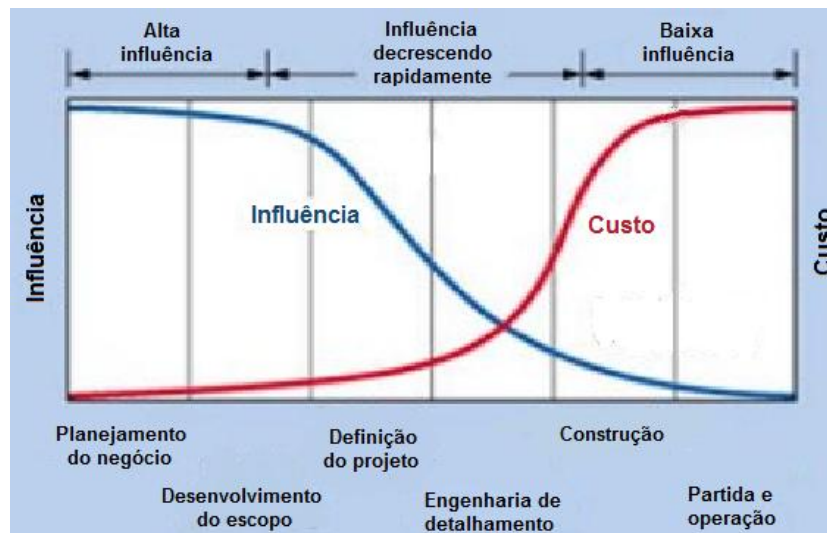 Alta
influência
Influência
decrescendo
rapidamente
Baixa
influência
Influência
Influência
Custo
Custo
Planejamento
do negócio
Desenvolvimento
do escopo
Definição
do projeto
Engenharia de
detalhamento
Construção
Partida e
operação